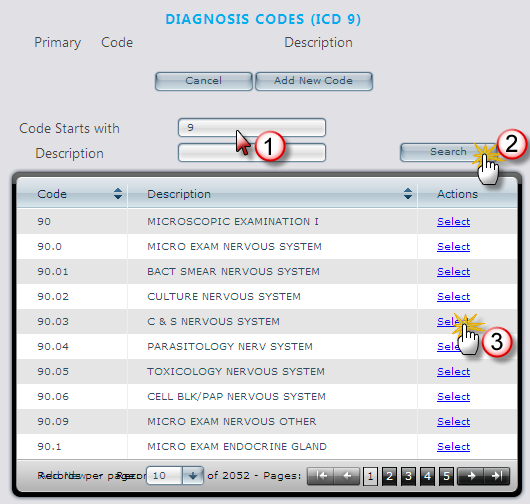 DIAGNOSIS CODES (ICD 9)
Primary Code Description
Cancel Add New Code
Code Starts with 9 1
Description Search 2
Code Description Actions
90 MICROSCOPIC EXAMINATION I Select
90.0 MICRO EXAM NERVOUS SYSTEM Select
90.01 BACT SMEAR NERVOUS SYSTEM Select
90.02 CULTURE NERVOUS SYSTEM Select
90.03 C & S NERVOUS SYSTEM Select 3
90.04 PARASITOLOGY NERV SYSTEM Select
90.05 TOXICOLOGY NERVOUS SYSTEM Select
90.06 CELL BLK/PAP NERVOUS SYSTEM Select
90.09 MICRO EXAM NERVOUS OTHER Select
90.1 MICRO EXAM ENDOCRINE GLAND Select
Records per page: 10 of 2052 - Pages: 1 2 3 4 5